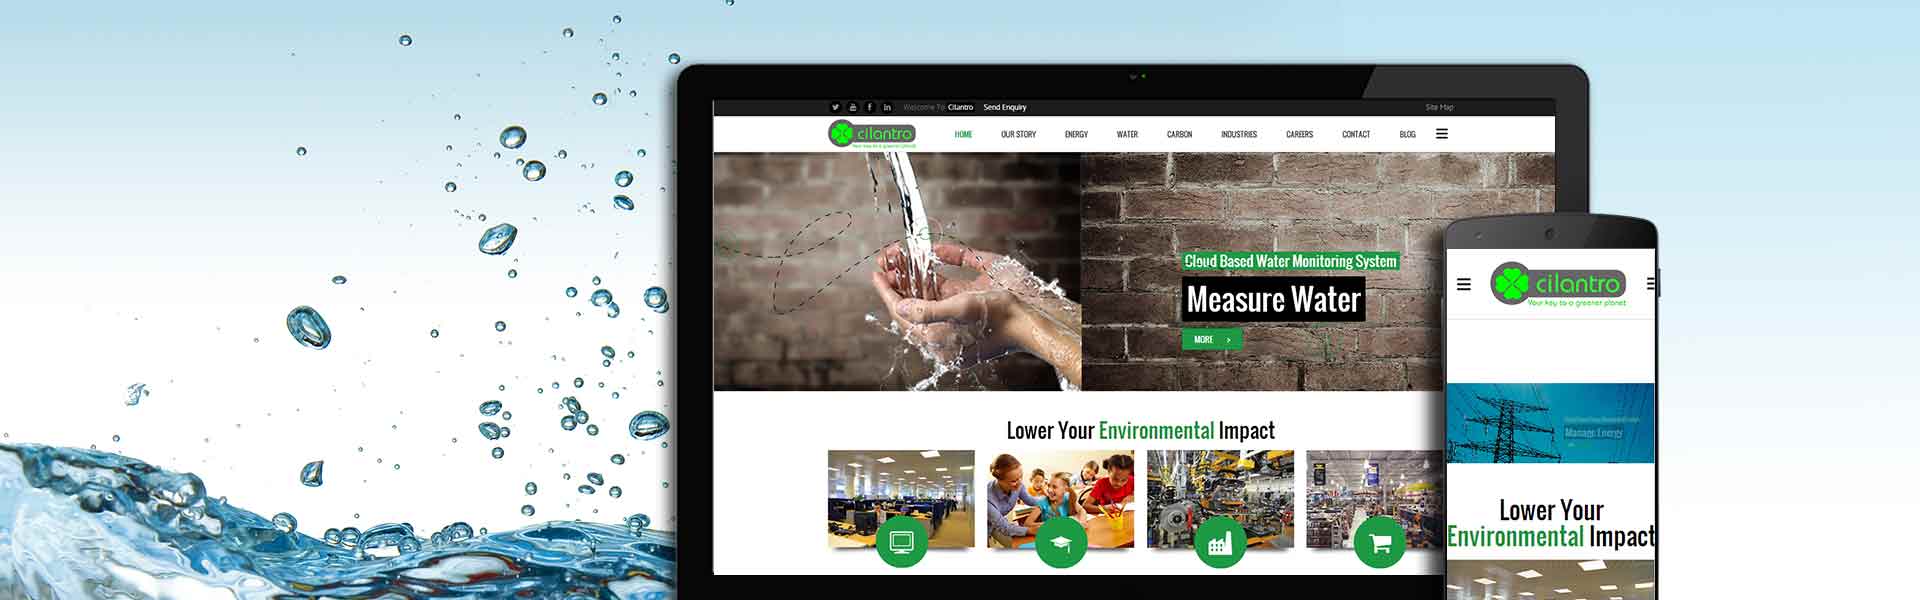 Welcome To Cilantro Send Enquiry Site Map
cilantro
Your key to a greener planet
HOME OUR STORY ENERGY WATER CARBON INDUSTRIES CAREERS CONTACT BLOG
Cloud Based Water Monitoring System
Measure Water
MORE >
Lower Your Environmental Impact
cilantro
Your key to a greener planet
Manage Energy
Lower Your
Environmental Impact